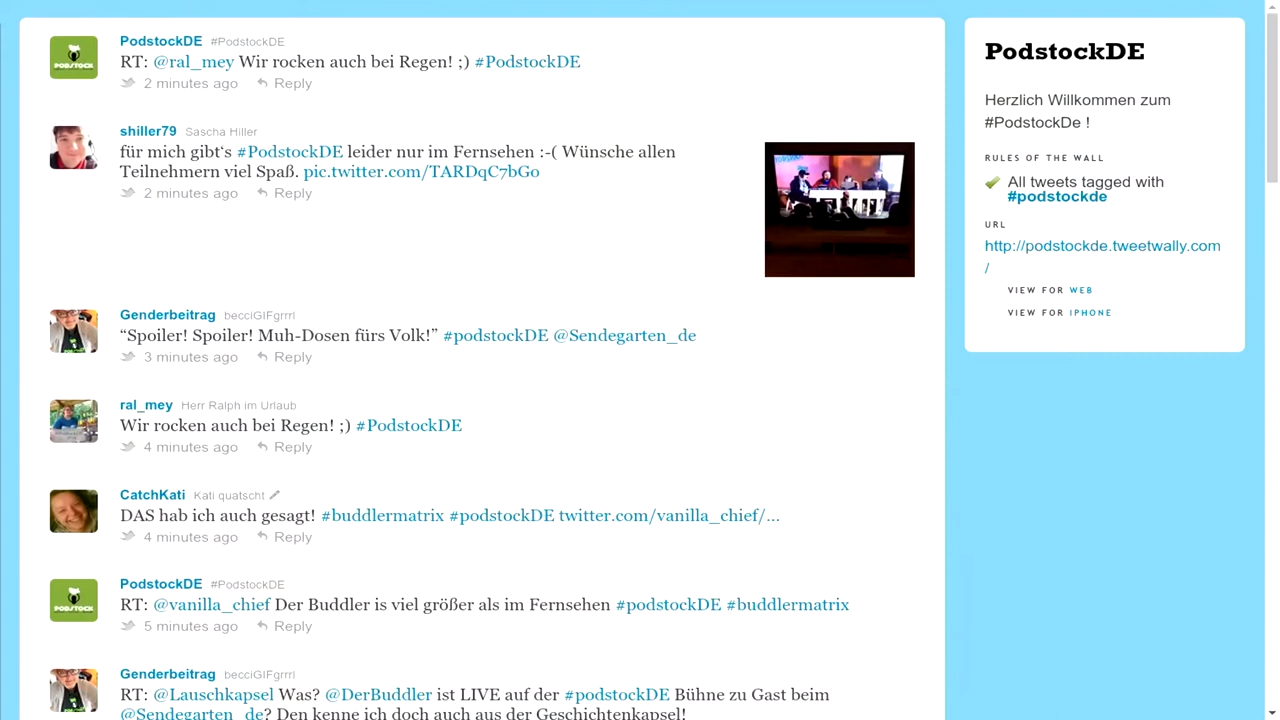 PodstockDE #PodstockDE
RT: @ral_mey Wir rocken auch bei Regen! ;) #PodstockDE
2 minutes ago Reply
shiller79 Sascha Hiller
für mich gibt's #PodstockDE leider nur im Fernsehen :-( Wünsche allen
Teilnehmern viel Spaß. pic.twitter.com/TARDqC7bGo
2 minutes ago Reply
Genderbeitrag becciGIFgrrrl
“Spoiler! Spoiler! Muh-Dosen fürs Volk!” #podstockDE @Sendegarten_de
3 minutes ago Reply
ral_mey Herr Ralph im Urlaub
Wir rocken auch bei Regen! ;) #PodstockDE
4 minutes ago Reply
CatchKati Kati quatscht
DAS hab ich auch gesagt! #buddlermatrix #podstockDE twitter.com/vanilla_chief/…
4 minutes ago Reply
PodstockDE #PodstockDE
RT: @vanilla_chief Der Buddler is viel größer als im Fernsehen #podstockDE #buddlermatrix
5 minutes ago Reply
Genderbeitrag becciGIFgrrrl
RT: @Lauschkapsel Was? @DerBuddler ist LIVE auf der #podstockDE Bühne zu Gast beim
@Sendegarten_de? Den kenne ich doch auch aus der Geschichtenkapsel!
PODSTOCK
PODSTOCK
PodstockDE
Herzlich Willkommen zum
#PodstockDe !
RULES OF THE WALL
All tweets tagged with
#podstockde
URL
http://podstockde.tweetwally.com
/
VIEW FOR WEB
VIEW FOR IPHONE